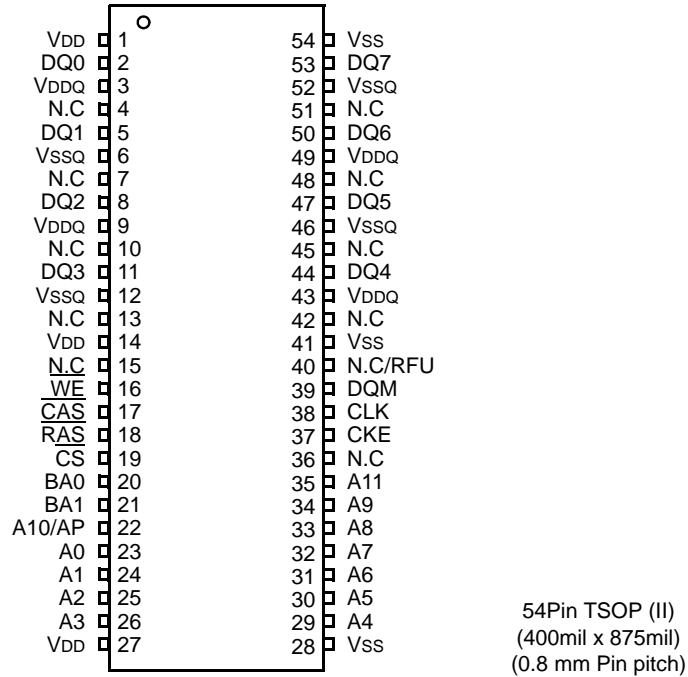 VDD 1 54 VSS
DQ0 2 53 DQ7
VDDQ 3 52 VSSQ
N.C 4 51 N.C
DQ1 5 50 DQ6
VSSQ 6 49 VDDQ
N.C 7 48 N.C
DQ2 8 47 DQ5
VDDQ 9 46 VSSQ
N.C 10 45 N.C
DQ3 11 44 DQ4
VSSQ 12 43 VDDQ
N.C 13 42 N.C
VDD 14 41 VSS
N.C 15 40 N.C/RFU
WE 16 39 DQM
CAS 17 38 CLK
RAS 18 37 CKE
CS 19 36 N.C
BA0 20 35 A11
BA1 21 34 A9
A10/AP 22 33 A8
A0 23 32 A7
A1 24 31 A6
A2 25 30 A5
A3 26 29 A4
VDD 27 28 VSS
54Pin TSOP (II)
(400mil x 875mil)
(0.8 mm Pin pitch)